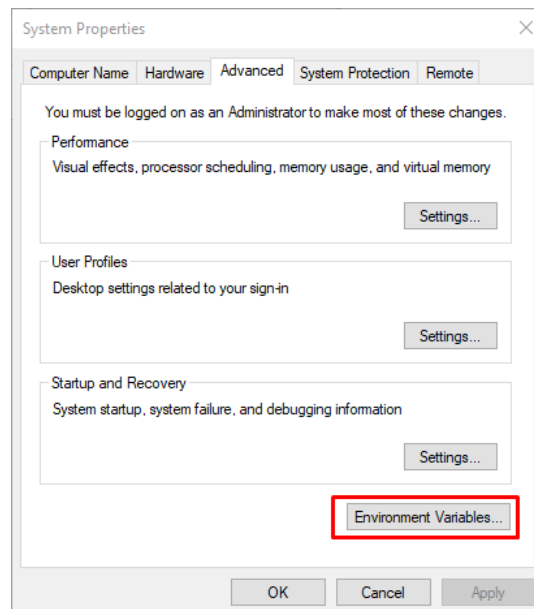 System Properties
Computer Name Hardware Advanced System Protection Remote
You must be logged on as an Administrator to make most of these changes.
Performance
Visual effects, processor scheduling, memory usage, and virtual memory
Settings...
User Profiles
Desktop settings related to your sign-in
Settings...
Startup and Recovery
System startup, system failure, and debugging information
Settings...
Environment Variables...
OK Cancel Apply